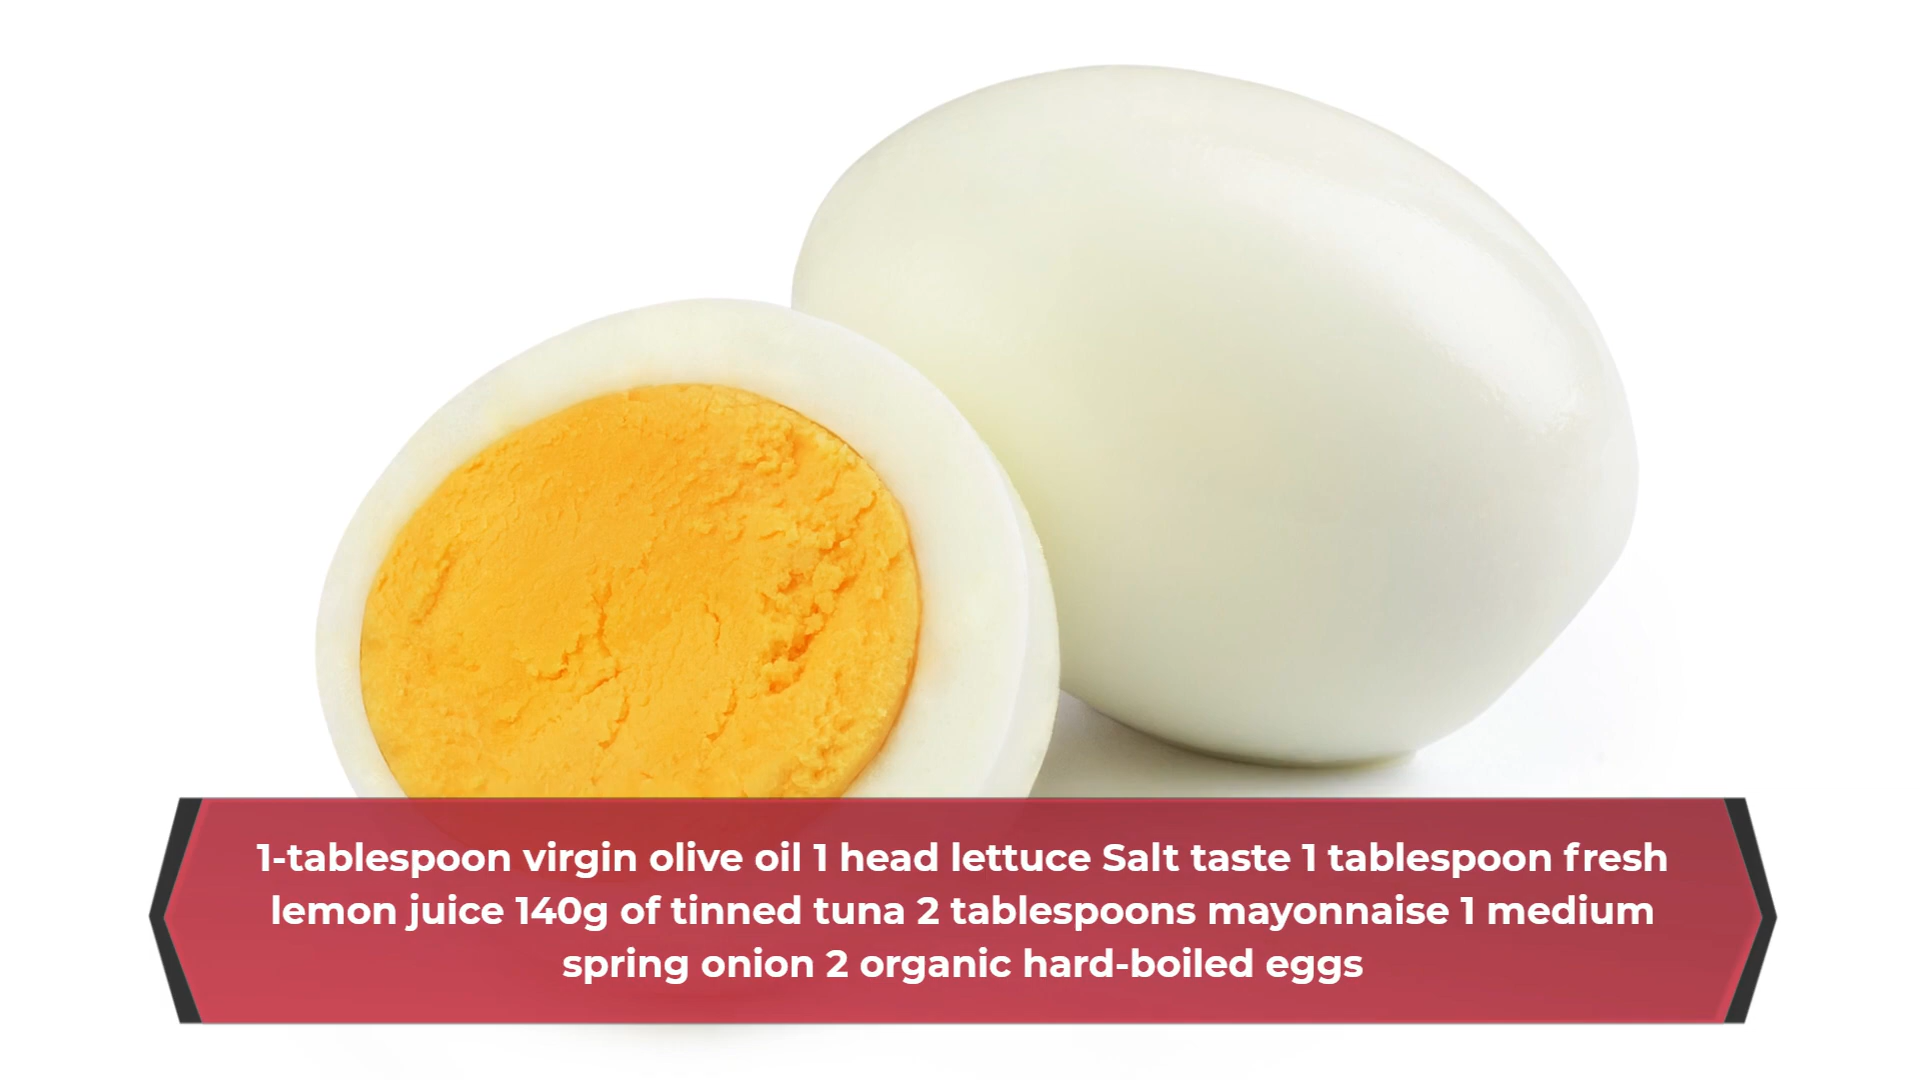 1-tablespoon virgin olive oil 1 head lettuce Salt taste 1 tablespoon fresh
lemon juice 140g of tinned tuna 2 tablespoons mayonnaise 1 medium
spring onion 2 organic hard-boiled eggs